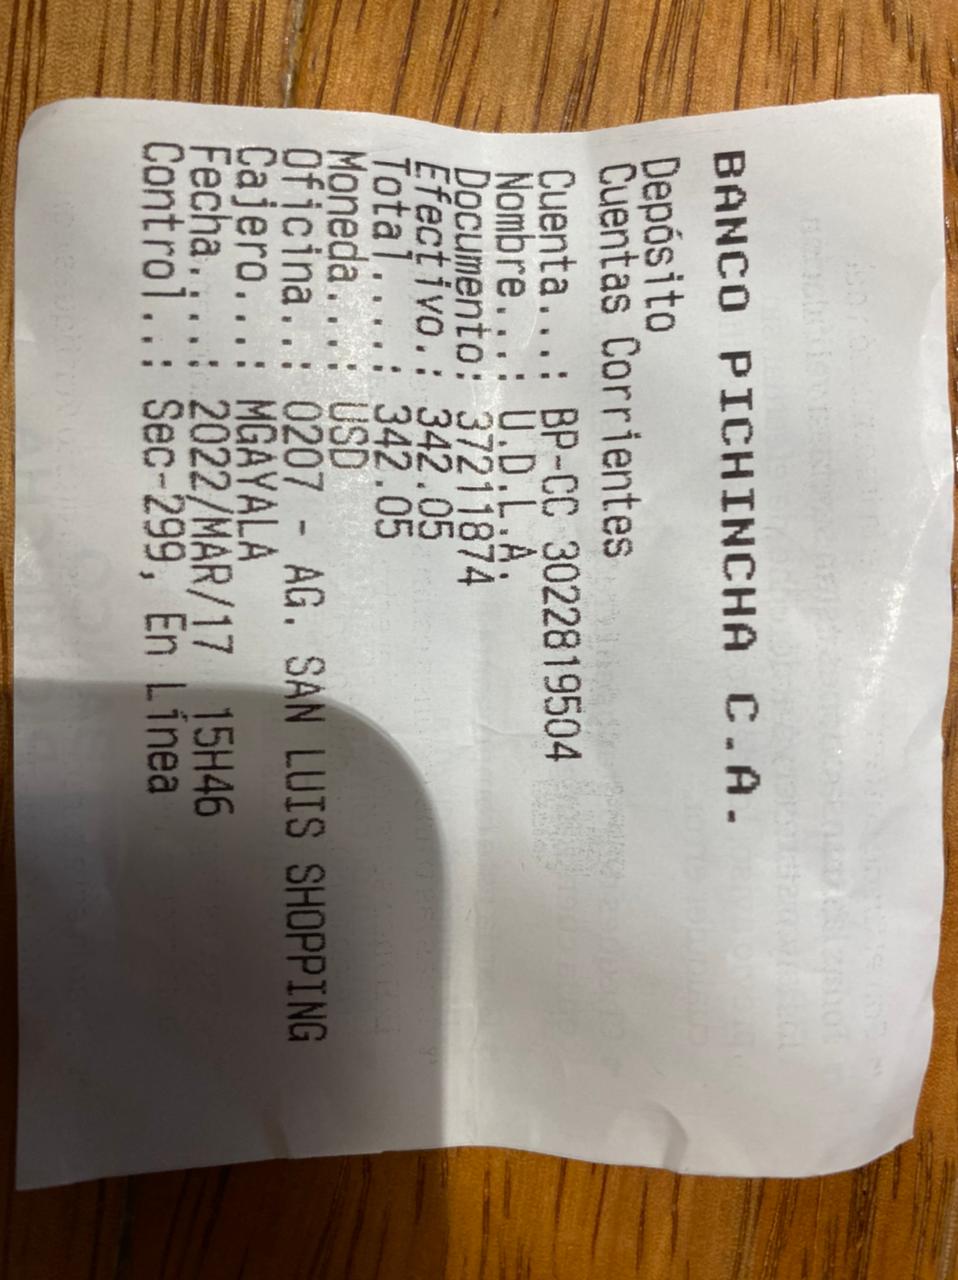 BANCO PICHINCHA C.A.
Depósito
Cuentas Corrientes
Cuenta...: BP-CC 3022819504
Nombre...: U.D.L.A.
Documento: 37211874
Efectivo.: 342.05
Total....: 342.05
Moneda...: USD
Oficina..: 0207 - AG. SAN LUIS SHOPPING
Cajero...: MGAYALA
Fecha....: 2022/MAR/17 15H46
Control..: Sec-299, En Línea